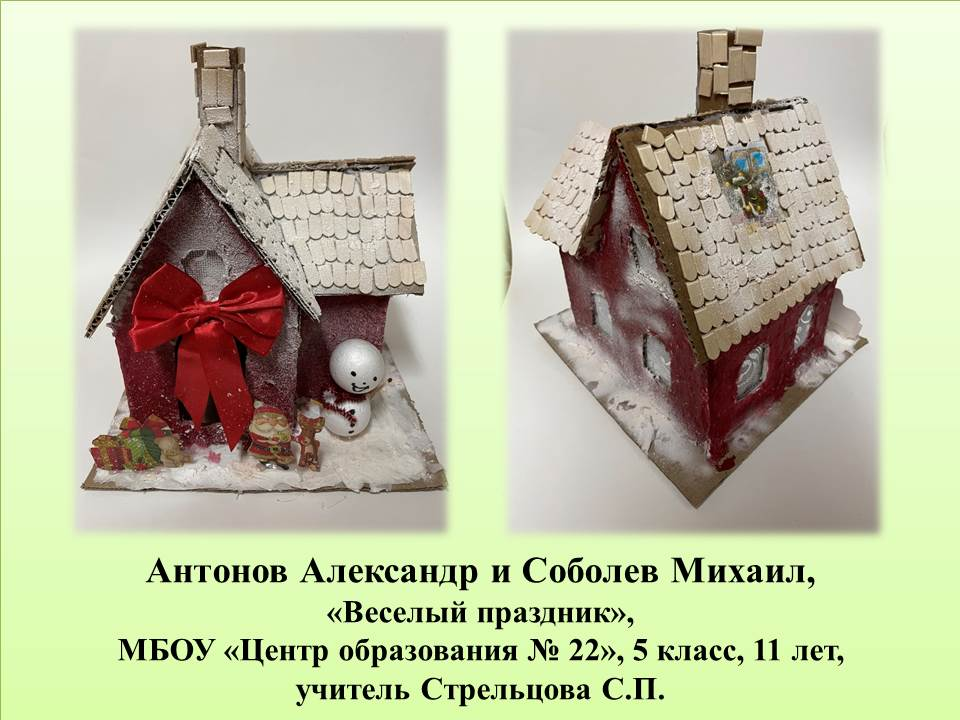 Антонов Александр и Соболев Михаил,
«Веселый праздник»,
МБОУ «Центр образования № 22», 5 класс, 11 лет,
учитель Стрельцова С.П.